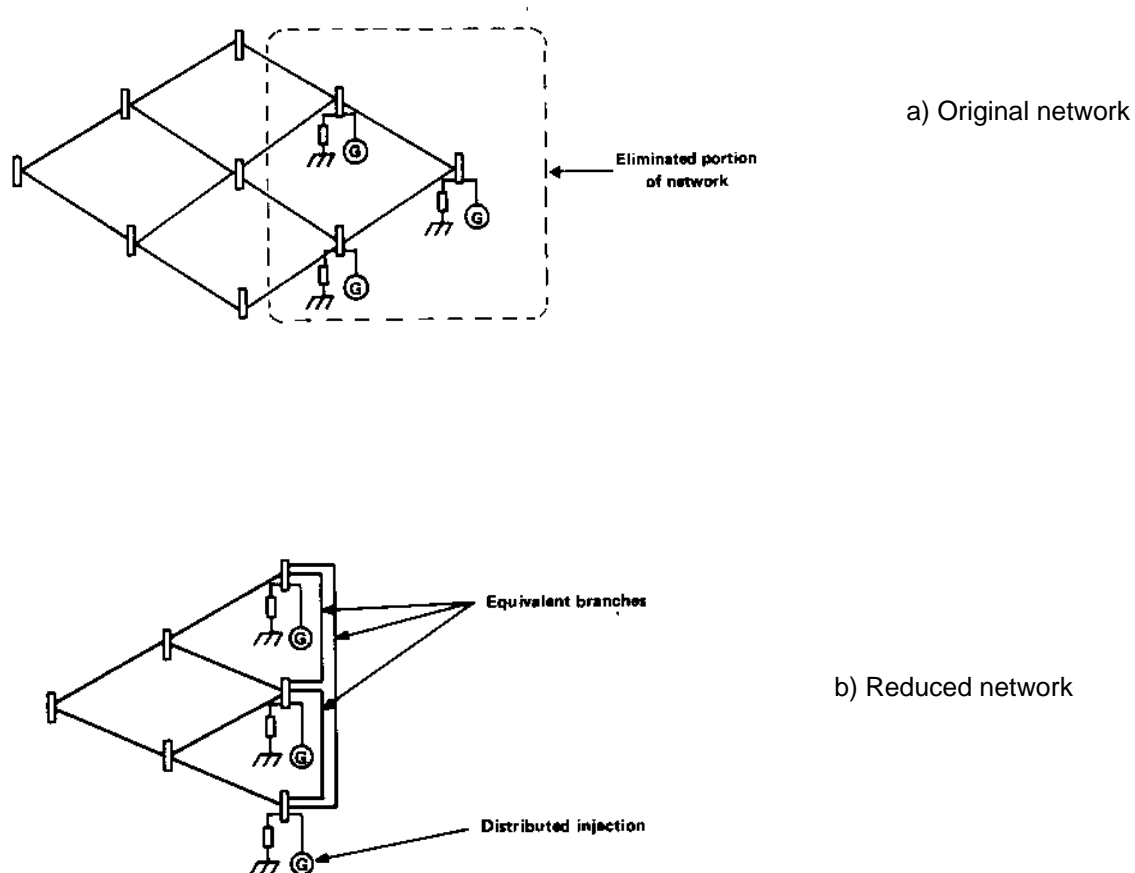 a) Original network
Eliminated portion
of network
G
G
G
Equivalent branches
G
b) Reduced network
G
Distributed injection
G